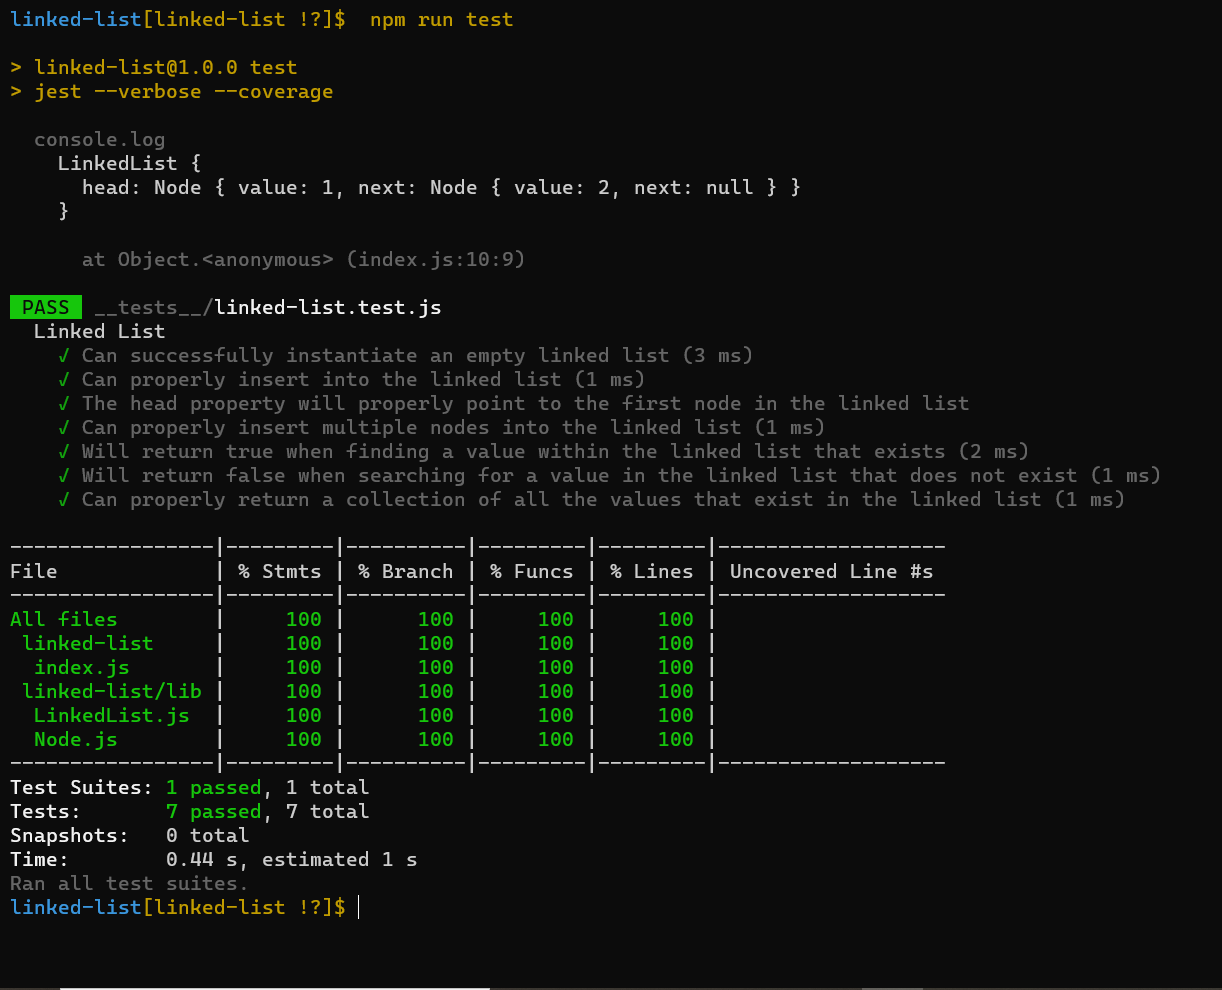 linked-list[linked-list !?]$  npm run test
> linked-list@1.0.0 test
> jest --verbose --coverage
console.log
LinkedList {
head: Node { value: 1, next: Node { value: 2, next: null } }
}
at Object.<anonymous> (index.js:10:9)
PASS __tests__/linked-list.test.js
Linked List
√ Can successfully instantiate an empty linked list (3 ms)
√ Can properly insert into the linked list (1 ms)
√ The head property will properly point to the first node in the linked list
√ Can properly insert multiple nodes into the linked list (1 ms)
√ Will return true when finding a value within the linked list that exists (2 ms)
√ Will return false when searching for a value in the linked list that does not exist (1 ms)
√ Can properly return a collection of all the values that exist in the linked list (1 ms)
-----------------|---------|----------|---------|---------|-------------------
File             | % Stmts | % Branch | % Funcs | % Lines | Uncovered Line #s
-----------------|---------|----------|---------|---------|-------------------
All files        |     100 |      100 |     100 |     100 |
linked-list     |     100 |      100 |     100 |     100 |
index.js       |     100 |      100 |     100 |     100 |
linked-list/lib |     100 |      100 |     100 |     100 |
LinkedList.js  |     100 |      100 |     100 |     100 |
Node.js        |     100 |      100 |     100 |     100 |
-----------------|---------|----------|---------|---------|-------------------
Test Suites: 1 passed, 1 total
Tests:       7 passed, 7 total
Snapshots:   0 total
Time:        0.44 s, estimated 1 s
Ran all test suites.
linked-list[linked-list !?]$